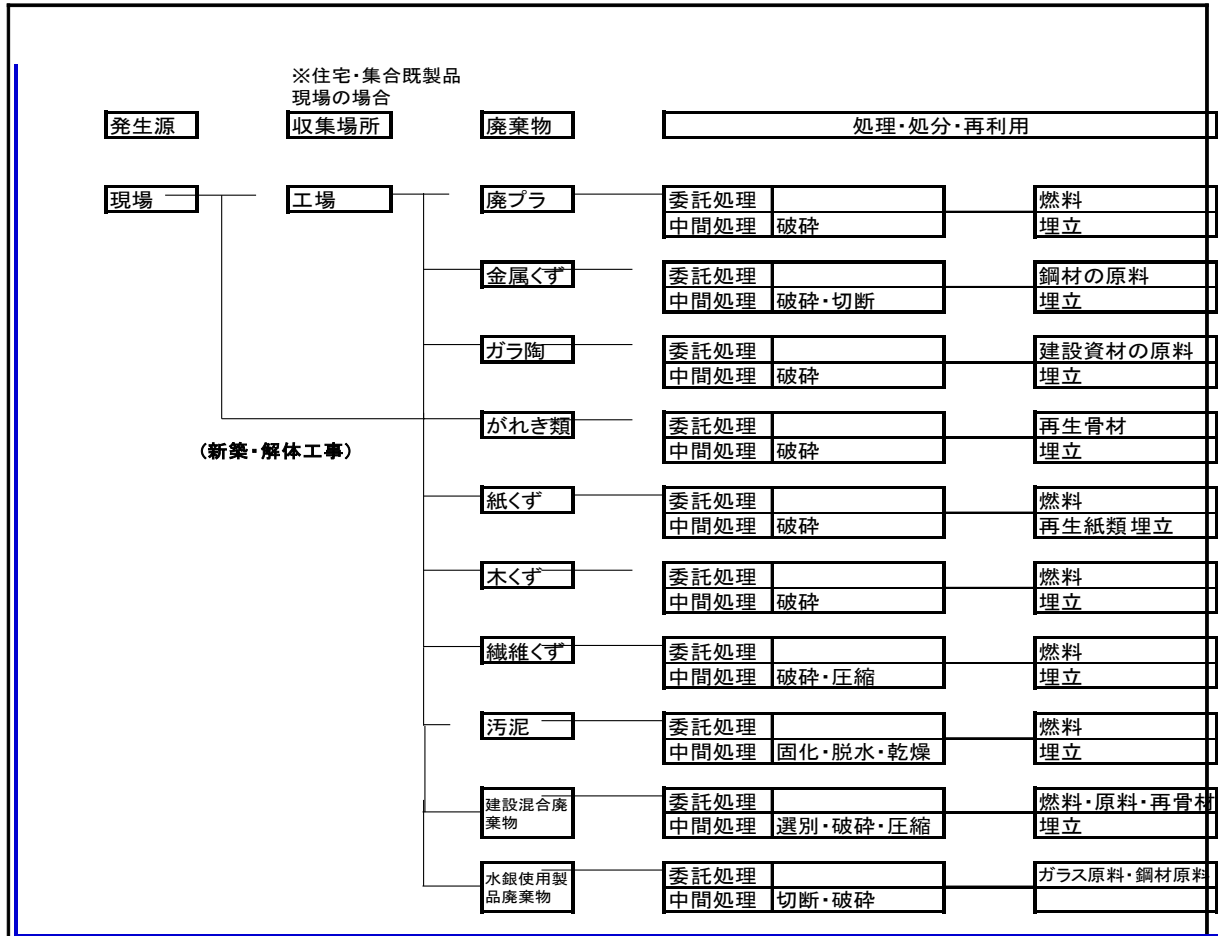 ※住宅・集合既製品
現場の場合
発生源 収集場所 廃棄物 処理・処分・再利用
現場 工場 廃プラ 委託処理 燃料
中間処理 破砕 埋立
金属くず 委託処理 鋼材の原料
中間処理 破砕・切断 埋立
ガラ陶 委託処理 建設資材の原料
中間処理 破砕 埋立
がれき類 委託処理 再生骨材
(新築・解体工事) 中間処理 破砕 埋立
紙くず 委託処理 燃料
中間処理 破砕 再生紙類 埋立
木くず 委託処理 燃料
中間処理 破砕 埋立
繊維くず 委託処理 燃料
中間処理 破砕・圧縮 埋立
汚泥 委託処理 燃料
中間処理 固化・脱水・乾燥 埋立
建設混合廃
棄物
委託処理 燃料・原料・再骨材
中間処理 選別・破砕・圧縮 埋立
水銀使用製
品廃棄物
委託処理 ガラス原料・鋼材原料
中間処理 切断・破砕